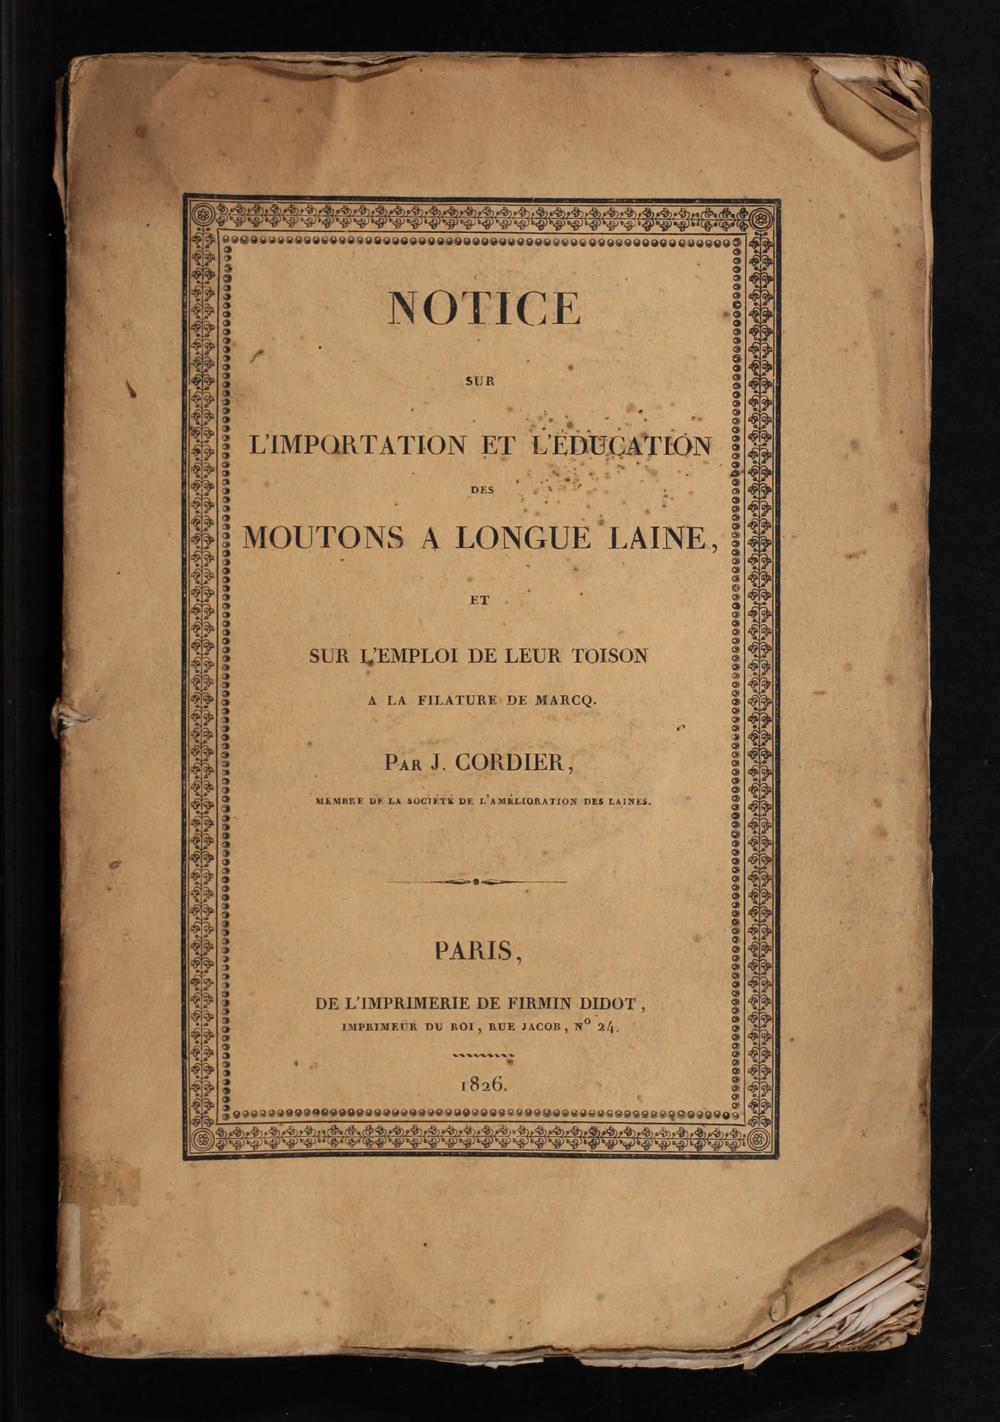 NOTICE
SUR
L'IMPORTATION ET L'ÉDUCATION
DES
MOUTONS A LONGUE LAINE,
ET
SUR L'EMPLOI DE LEUR TOISON
A LA FILATURE DE MARCQ.
PAR J. CORDIER,
MEMBRE DE LA SOCIÉTÉ DE L'AMÉLIORATION DES LAINES.
PARIS,
DE L'IMPRIMERIE DE FIRMIN DIDOT,
IMPRIMEUR DU ROI, RUE JACOB, No 24.
1826.